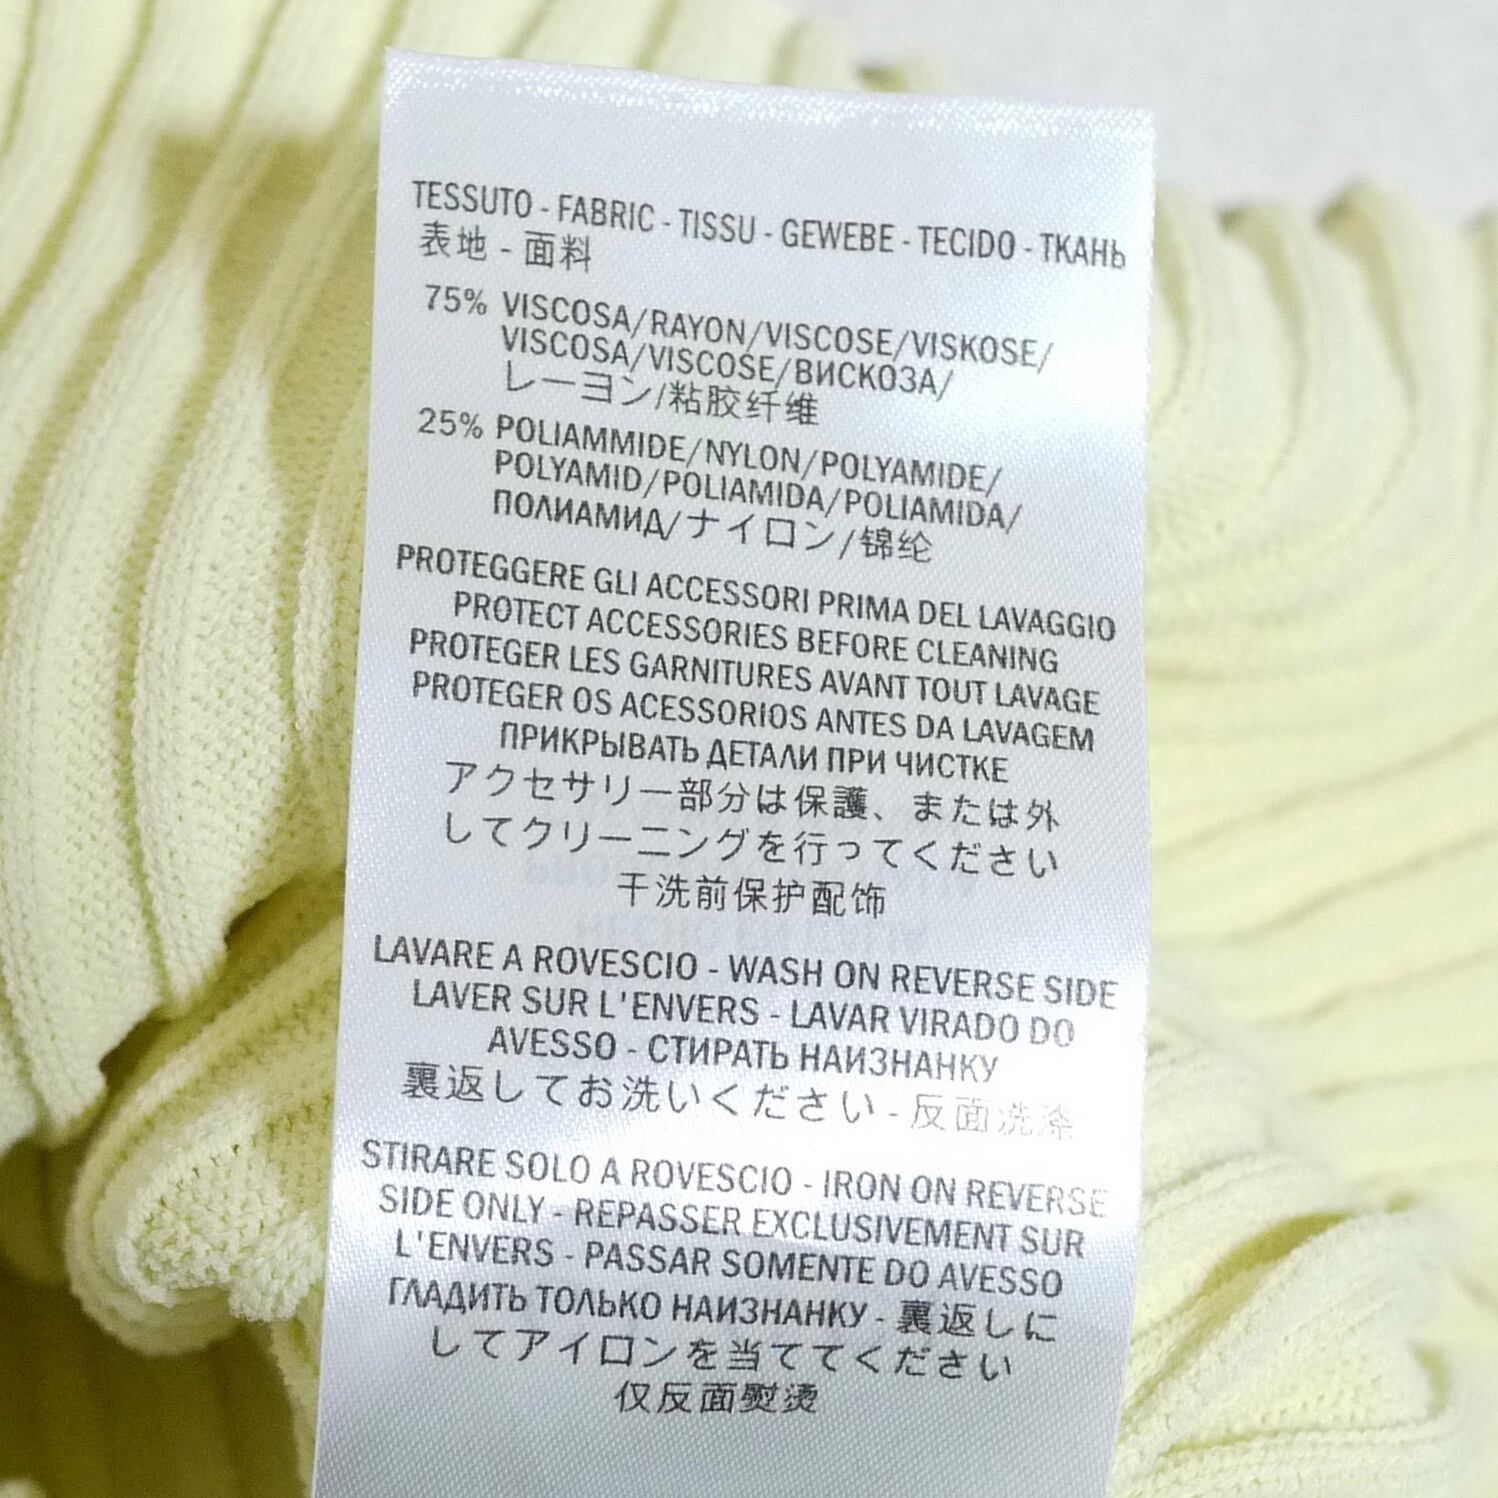 TESSUTO - FABRIC - TISSU - GEWEBE - TECIDO - ТКАНЬ
表地 - 面料
75% VISCOSA/RAYON/VISCOSE/VISKOSE/
VISCOSA/VISCOSE/ВИСКОЗА/
レーヨン/粘胶纤维
25% POLIAMMIDE/NYLON/POLYAMIDE/
POLYAMID/POLIAMIDA/POLIAMIDA/
ПОЛИАМИД/ナイロン/锦纶
PROTEGGERE GLI ACCESSORI PRIMA DEL LAVAGGIO
PROTECT ACCESSORIES BEFORE CLEANING
PROTEGER LES GARNITURES AVANT TOUT LAVAGE
PROTEGER OS ACESSORIOS ANTES DA LAVAGEM
ПРИКРЫВАТЬ ДЕТАЛИ ПРИ ЧИСТКЕ
アクセサリー部分は保護、または外
してクリーニングを行ってください
干洗前保护配饰
LAVARE A ROVESCIO - WASH ON REVERSE SIDE
LAVER SUR L'ENVERS - LAVAR VIRADO DO
AVESSO - СТИРАТЬ НАИЗНАНКУ
裏返してお洗いください - 反面洗涤
STIRARE SOLO A ROVESCIO - IRON ON REVERSE
SIDE ONLY - REPASSER EXCLUSIVEMENT SUR
L'ENVERS - PASSAR SOMENTE DO AVESSO
ГЛАДИТЬ ТОЛЬКО НАИЗНАНКУ - 裏返しに
してアイロンを当ててください
仅反面熨烫